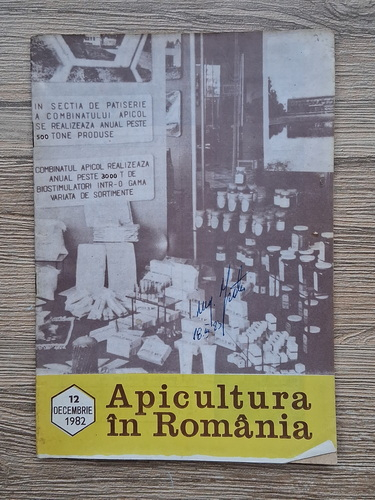 IN SECTIA DE PATISERIE
A COMBINATULUI APICOL
SE REALIZEAZA ANUAL PESTE
500 TONE PRODUSE
COMBINATUL APICOL REALIZEAZA
ANUAL PESTE 3000 T DE
BIOSTIMULATORI INTR-O GAMA
VARIATA DE SORTIMENTE
12
DECEMBRIE
1982
Apicultura
în România